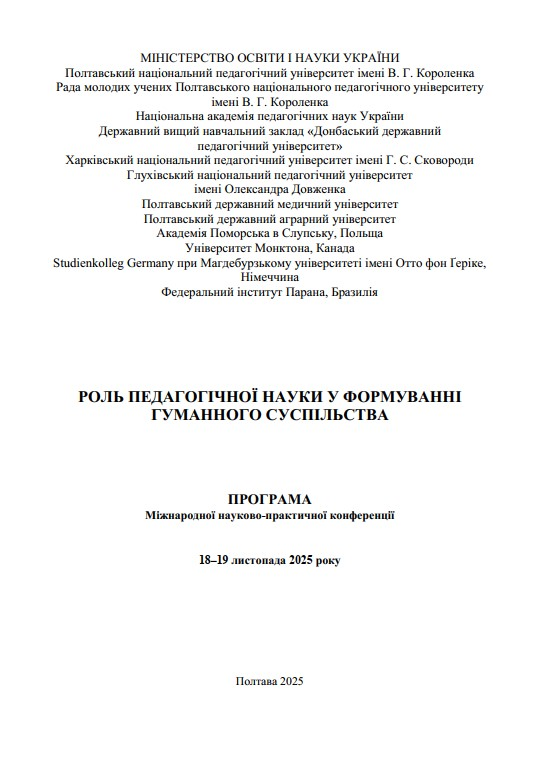 МІНІСТЕРСТВО ОСВІТИ І НАУКИ УКРАЇНИ
Полтавський національний педагогічний університет імені В. Г. Короленка
Рада молодих учених Полтавського національного педагогічного університету
імені В. Г. Короленка
Національна академія педагогічних наук України
Державний вищий навчальний заклад «Донбаський державний
педагогічний університет»
Харківський національний педагогічний університет імені Г. С. Сковороди
Глухівський національний педагогічний університет
імені Олександра Довженка
Полтавський державний медичний університет
Полтавський державний аграрний університет
Академія Поморська в Слупську, Польща
Університет Монктона, Канада
Studienkolleg Germany при Магдебурзькому університеті імені Отто фон Ґеріке,
Німеччина
Федеральний інститут Парана, Бразилія
РОЛЬ ПЕДАГОГІЧНОЇ НАУКИ У ФОРМУВАННІ
ГУМАННОГО СУСПІЛЬСТВА
ПРОГРАМА
Міжнародної науково-практичної конференції
18–19 листопада 2025 року
Полтава 2025